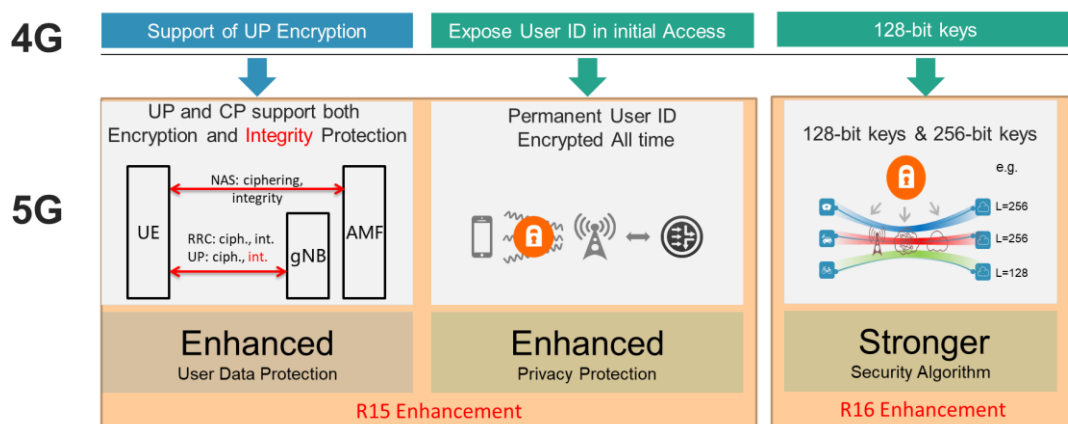 4G
Support of UP Encryption
Expose User ID in initial Access
128-bit keys
5G
UP and CP support both
Encryption and Integrity Protection
NAS: ciphering,
integrity
UE
RRC: ciph., int.
UP: ciph., int.
gNB
AMF
Enhanced
User Data Protection
Permanent User ID
Encrypted All time
Enhanced
Privacy Protection
R15 Enhancement
128-bit keys & 256-bit keys
e.g.
L=256
L=256
L=128
Stronger
Security Algorithm
R16 Enhancement